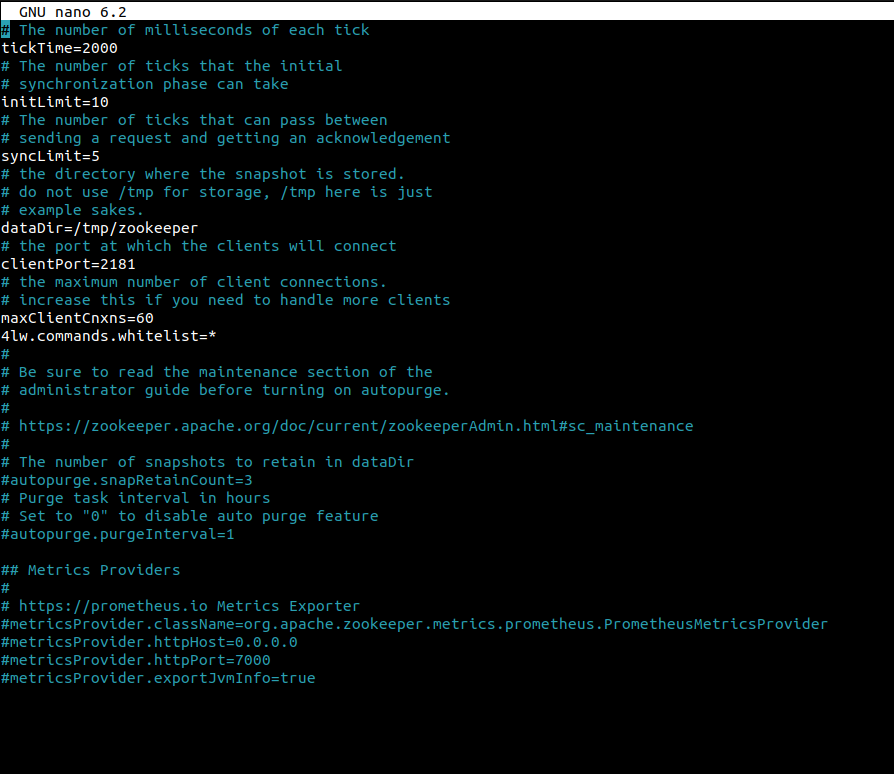 GNU nano 6.2
# The number of milliseconds of each tick
tickTime=2000
# The number of ticks that the initial
# synchronization phase can take
initLimit=10
# The number of ticks that can pass between
# sending a request and getting an acknowledgement
syncLimit=5
# the directory where the snapshot is stored.
# do not use /tmp for storage, /tmp here is just
# example sakes.
dataDir=/tmp/zookeeper
# the port at which the clients will connect
clientPort=2181
# the maximum number of client connections.
# increase this if you need to handle more clients
maxClientCnxns=60
4lw.commands.whitelist=*
#
# Be sure to read the maintenance section of the
# administrator guide before turning on autopurge.
#
# https://zookeeper.apache.org/doc/current/zookeeperAdmin.html#sc_maintenance
#
# The number of snapshots to retain in dataDir
#autopurge.snapRetainCount=3
# Purge task interval in hours
# Set to "0" to disable auto purge feature
#autopurge.purgeInterval=1
## Metrics Providers
#
# https://prometheus.io Metrics Exporter
#metricsProvider.className=org.apache.zookeeper.metrics.prometheus.PrometheusMetricsProvider
#metricsProvider.httpHost=0.0.0.0
#metricsProvider.httpPort=7000
#metricsProvider.exportJvmInfo=true